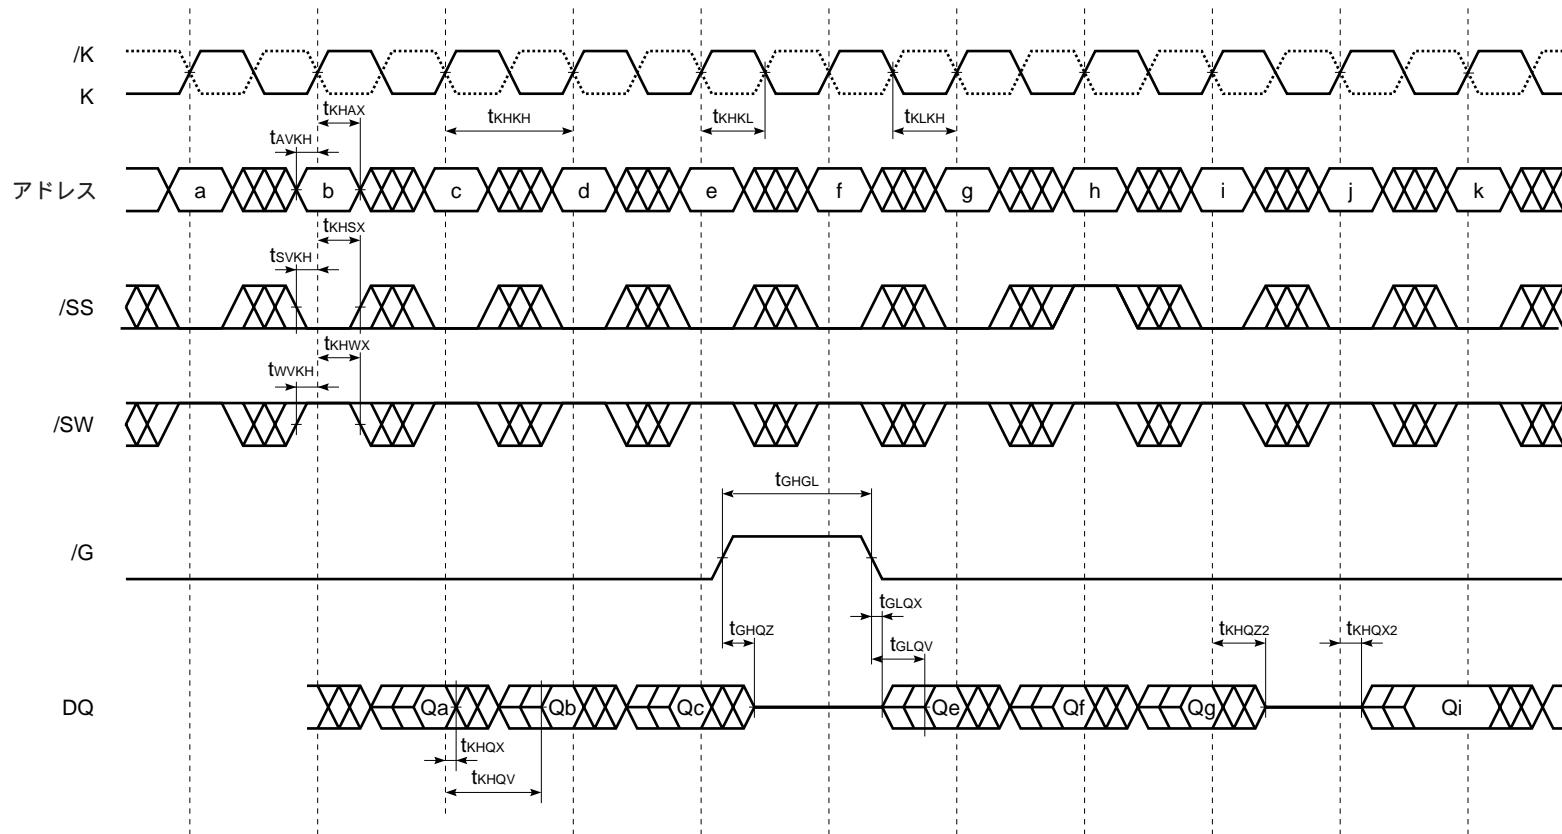 /K
K
tKHAX
tKHKH
tKHKL
tKLKH
tAVKH
アドレス
a b c d e f g h i j k
tKHSX
tSVKH
/SS
tKHWX
tWVKH
/SW
tGHGL
/G
tGLQX
tGHQZ
tKHQZ2
tKHQX2
tGLQV
DQ
Qa Qb Qc Qe Qf Qg Qi
tKHQX
tKHQV